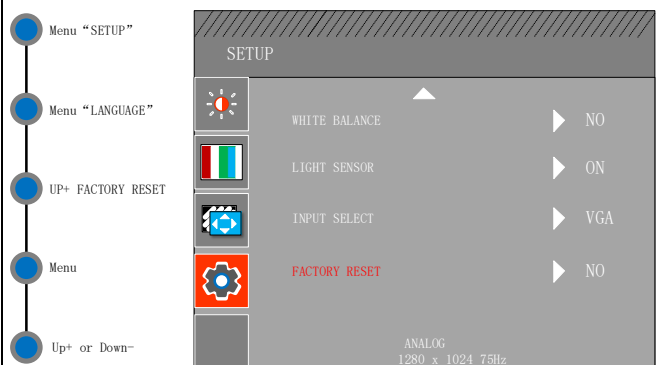 Menu “SETUP”
Menu “LANGUAGE”
UP+ FACTORY RESET
Menu
Up+ or Down-
SETUP
WHITE BALANCE NO
LIGHT SENSOR ON
INPUT SELECT VGA
FACTORY RESET NO
ANALOG
1280 x 1024 75Hz